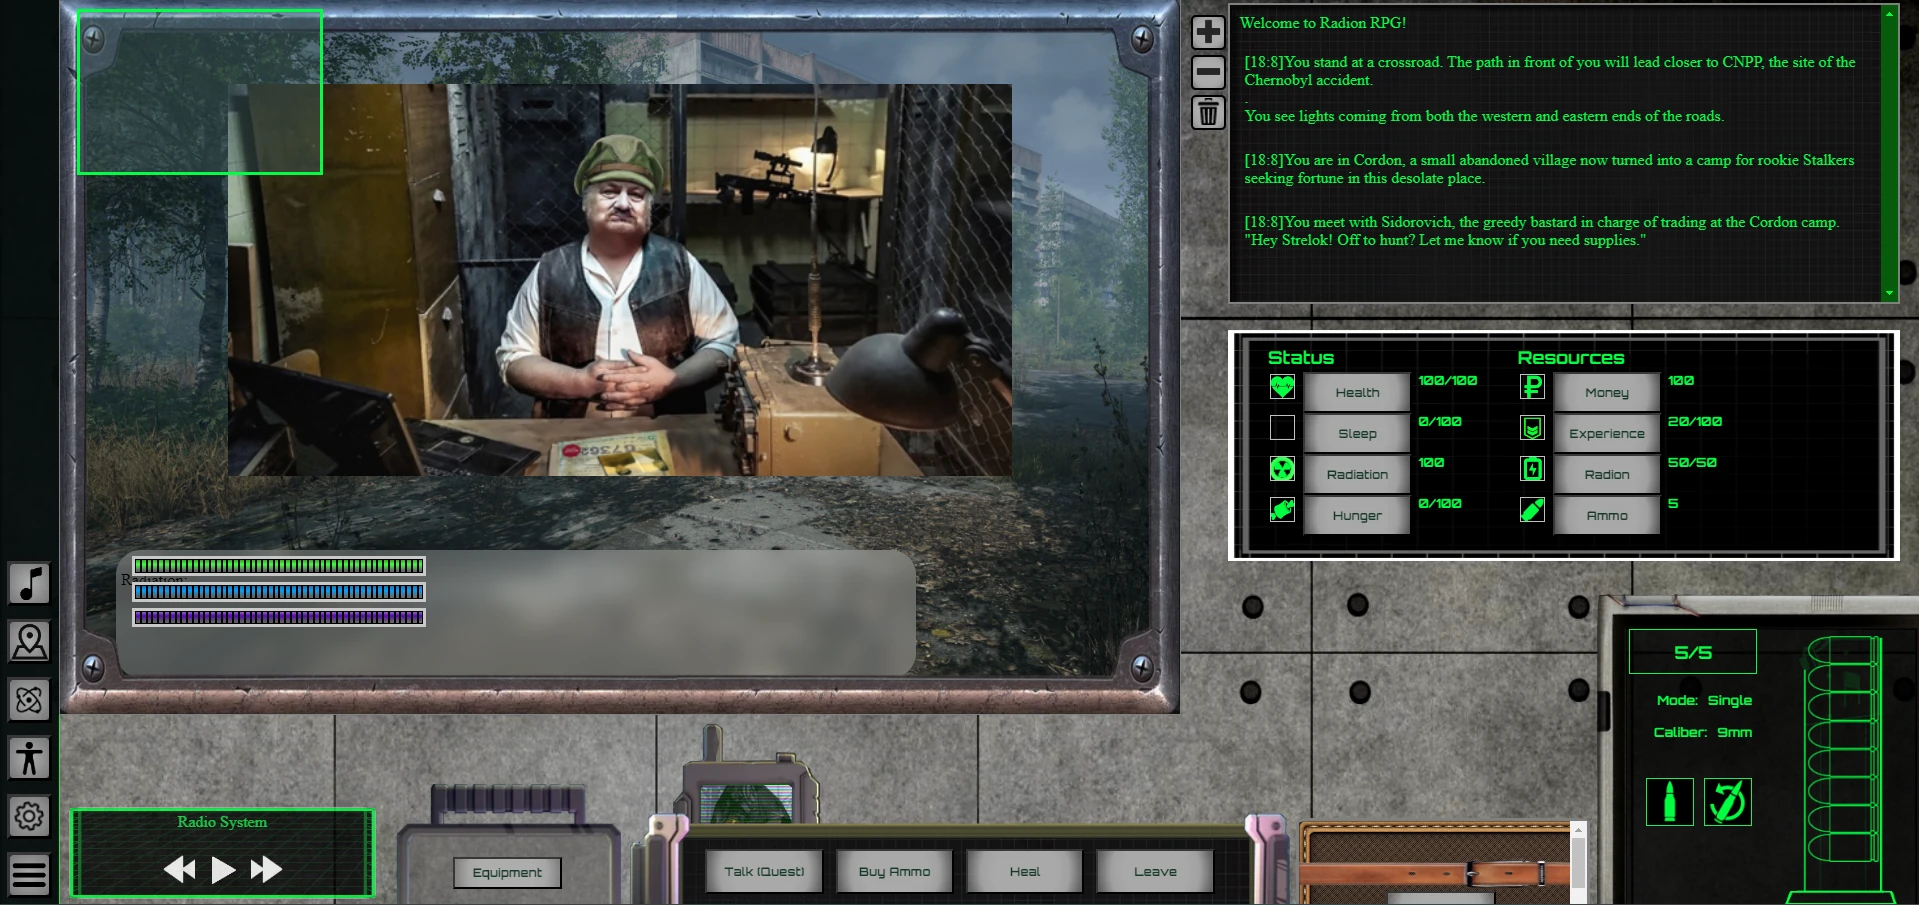 Welcome to Radion RPG!
[18:8]You stand at a crossroad. The path in front of you will lead closer to CNPP, the site of the
Chernobyl accident.
.
You see lights coming from both the western and eastern ends of the roads.
[18:8]You are in Cordon, a small abandoned village now turned into a camp for rookie Stalkers
seeking fortune in this desolate place.
[18:8]You meet with Sidorovich, the greedy bastard in charge of trading at the Cordon camp.
"Hey Strelok! Off to hunt? Let me know if you need supplies."
Status
Health 100/100
Sleep 0/100
Radiation 100
Hunger 0/100
Resources
Money 100
Experience 20/100
Radon 50/50
Ammo 5
Radiation:
5/5
Mode: Single
Caliber: 9mm
Radio System
Equipment
Talk (Quest)
Buy Ammo
Heal
Leave